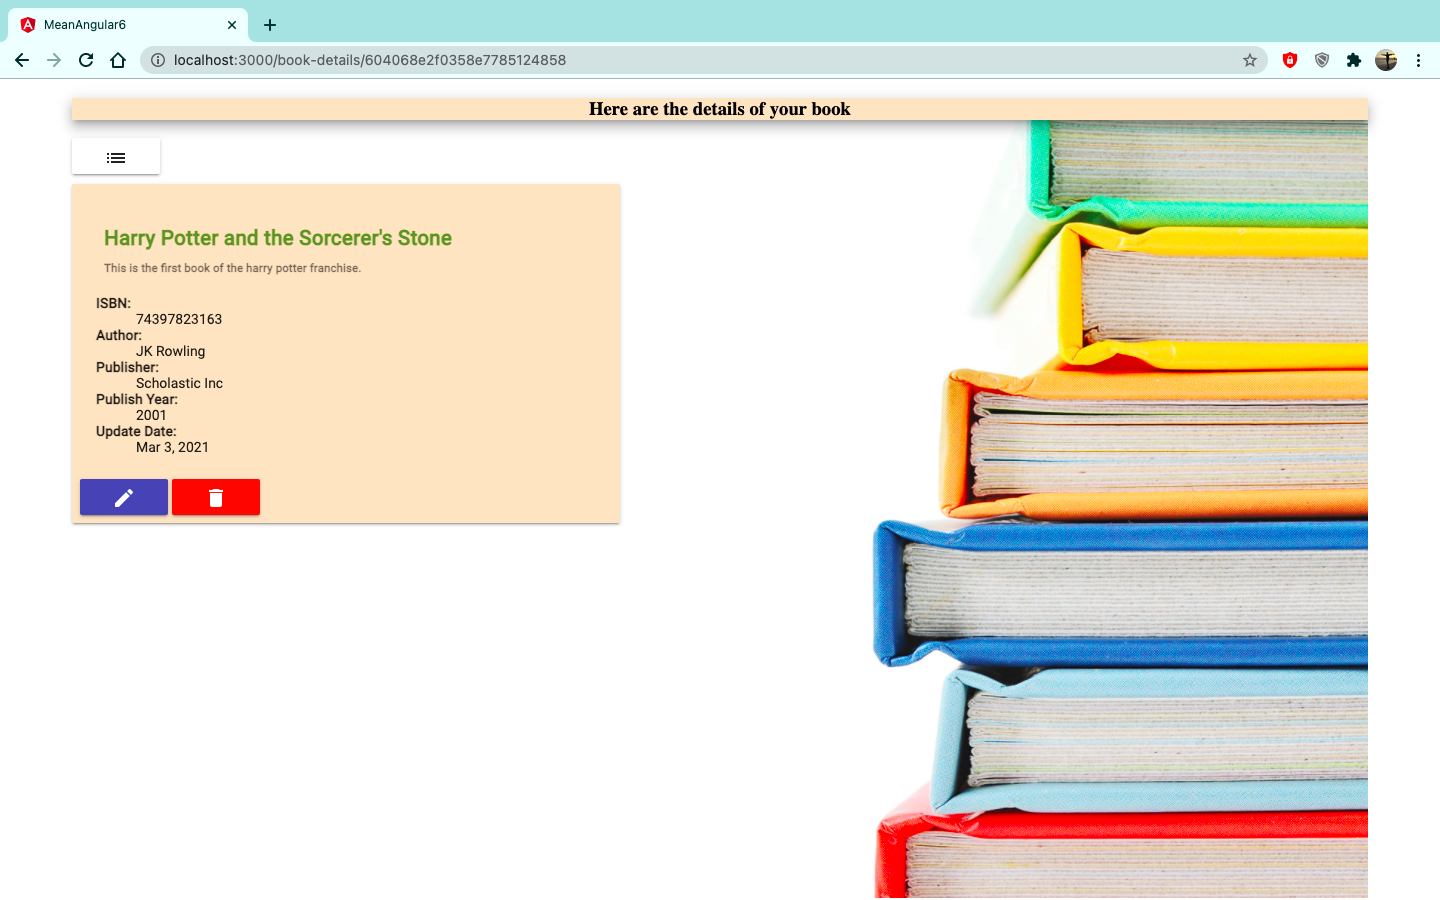 MeanAngular6
localhost:3000/book-details/604068e2f0358e7785124858
Here are the details of your book
Harry Potter and the Sorcerer's Stone
This is the first book of the harry potter franchise.
ISBN:
74397823163
Author:
JK Rowling
Publisher:
Scholastic Inc
Publish Year:
2001
Update Date:
Mar 3, 2021